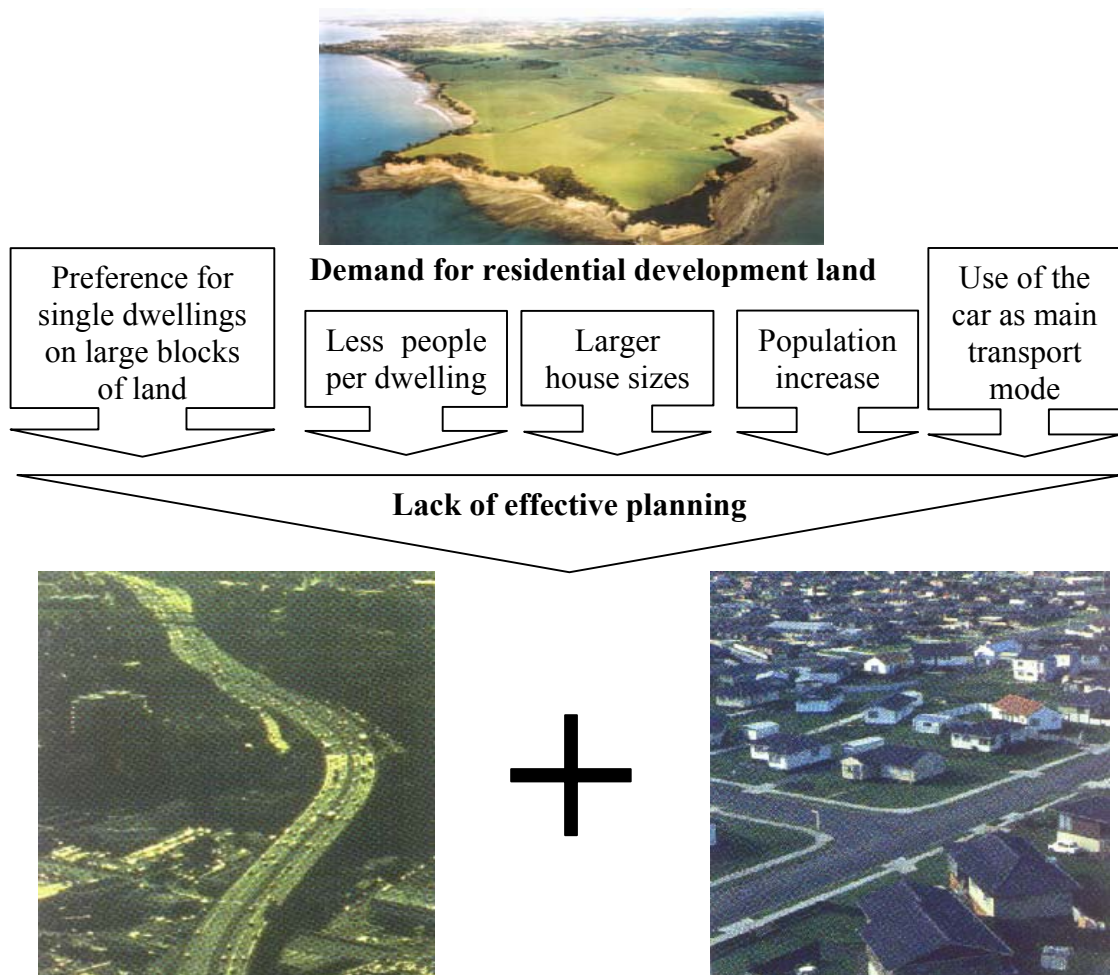 Demand for residential development land
Preference for
single dwellings
on large blocks
of land
Less people
per dwelling
Larger
house sizes
Population
increase
Use of the
car as main
transport
mode
Lack of effective planning